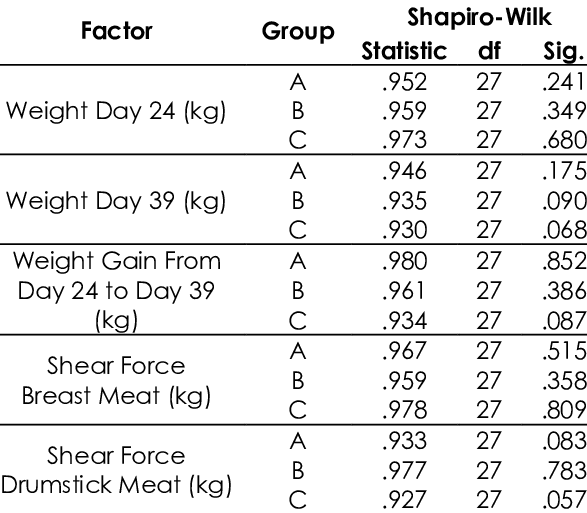 Factor Group Shapiro-Wilk
Statistic df Sig.
Weight Day 24 (kg) A .952 27 .241
B .959 27 .349
C .973 27 .680
Weight Day 39 (kg) A .946 27 .175
B .935 27 .090
C .930 27 .068
Weight Gain From Day 24 to Day 39 (kg) A .980 27 .852
B .961 27 .386
C .934 27 .087
Shear Force Breast Meat (kg) A .967 27 .515
B .959 27 .358
C .978 27 .809
Shear Force Drumstick Meat (kg) A .933 27 .083
B .977 27 .783
C .927 27 .057